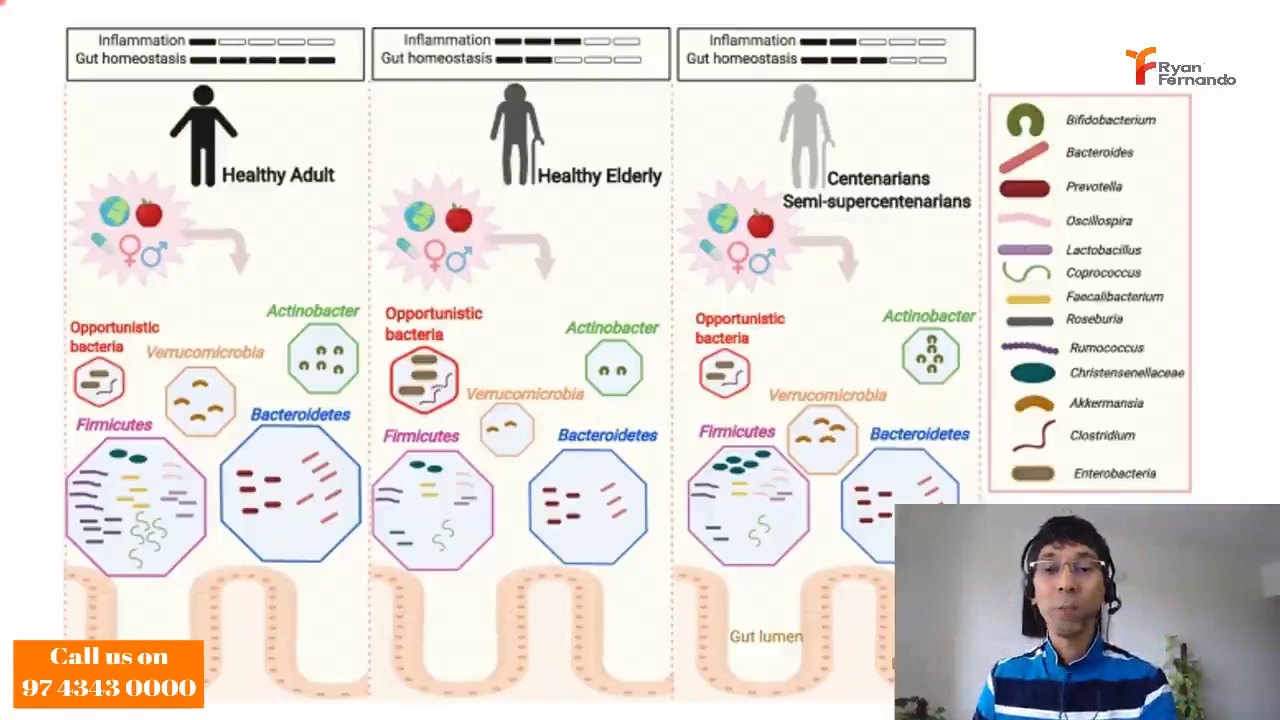 Inflammation
Gut homeostasis
Inflammation
Gut homeostasis
Inflammation
Gut homeostasis
Ryan
Fernando
Healthy Adult
Healthy Elderly
Centenarians
Semi-supercentenarians
Bifidobacterium
Bacteroides
Prevotella
Oscillospira
Lactobacillus
Coprococcus
Faecalibacterium
Roseburia
Rumococcus
Christensenellaceae
Akkermansia
Clostridium
Enterobacteria
Opportunistic
bacteria
Verrucomicrobia
Actinobacter
Firmicutes
Bacteroidetes
Opportunistic
bacteria
Verrucomicrobia
Actinobacter
Firmicutes
Bacteroidetes
Opportunistic
bacteria
Verrucomicrobia
Actinobacter
Firmicutes
Bacteroidetes
Gut lumen
Call us on
97 4343 0000